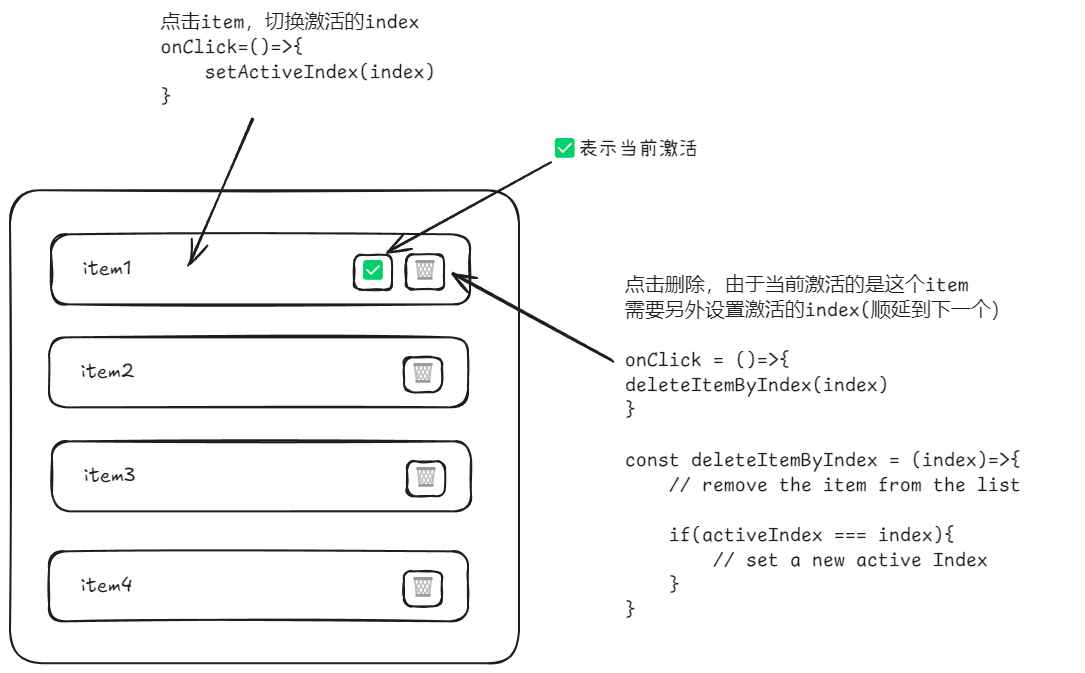 点击item，切换激活的index
onClick=()=>{
    setActiveIndex(index)
}
✅表示当前激活
item1
item2
item3
item4
点击删除，由于当前激活的是这个item
需要另外设置激活的index(顺延到下一个)
onClick = ()=>{
deleteItemByIndex(index)
}
const deleteItemByIndex = (index)=>{
    // remove the item from the list
    if(activeIndex === index){
        // set a new active Index
    }
}